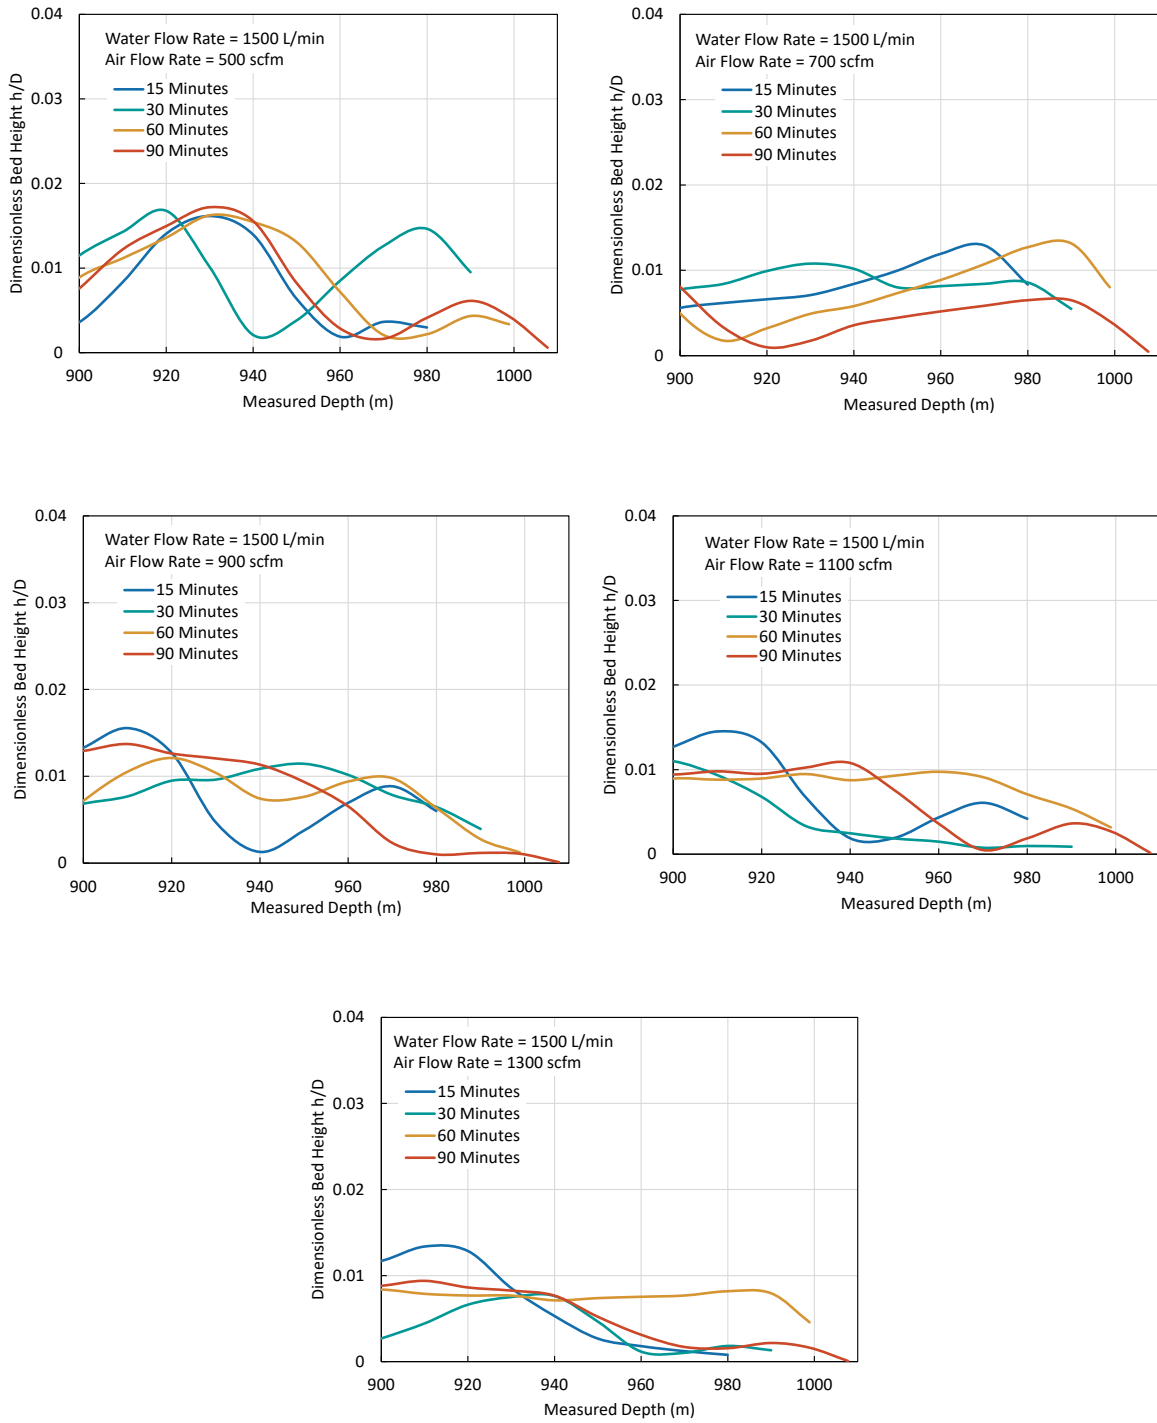 0.04
Water Flow Rate = 1500 L/min
Air Flow Rate = 500 scfm
15 Minutes
30 Minutes
60 Minutes
90 Minutes
0.03
0.02
0.01
0
Dimensionless Bed Height h/D
900 920 940 960 980 1000
Measured Depth (m)
0.04
Water Flow Rate = 1500 L/min
Air Flow Rate = 700 scfm
15 Minutes
30 Minutes
60 Minutes
90 Minutes
0.03
0.02
0.01
0
Dimensionless Bed Height h/D
900 920 940 960 980 1000
Measured Depth (m)
0.04
Water Flow Rate = 1500 L/min
Air Flow Rate = 900 scfm
15 Minutes
30 Minutes
60 Minutes
90 Minutes
0.03
0.02
0.01
0
Dimensionless Bed Height h/D
900 920 940 960 980 1000
Measured Depth (m)
0.04
Water Flow Rate = 1500 L/min
Air Flow Rate = 1100 scfm
15 Minutes
30 Minutes
60 Minutes
90 Minutes
0.03
0.02
0.01
0
Dimensionless Bed Height h/D
900 920 940 960 980 1000
Measured Depth (m)
0.04
Water Flow Rate = 1500 L/min
Air Flow Rate = 1300 scfm
15 Minutes
30 Minutes
60 Minutes
90 Minutes
0.03
0.02
0.01
0
Dimensionless Bed Height h/D
900 920 940 960 980 1000
Measured Depth (m)